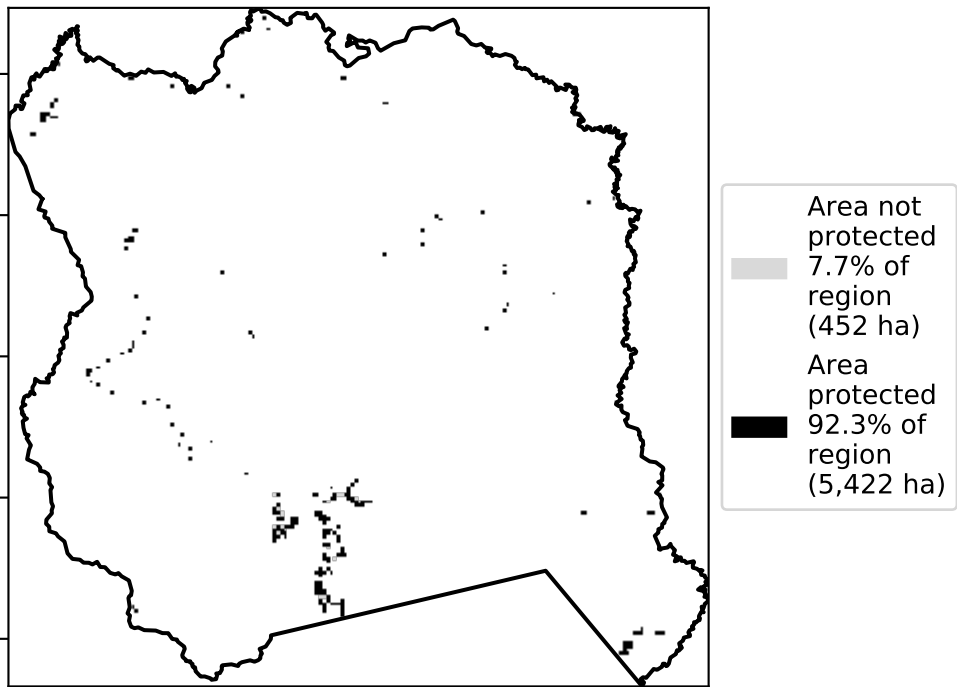 Area not
protected
7.7% of
region
(452 ha)
Area
protected
92.3% of
region
(5,422 ha)